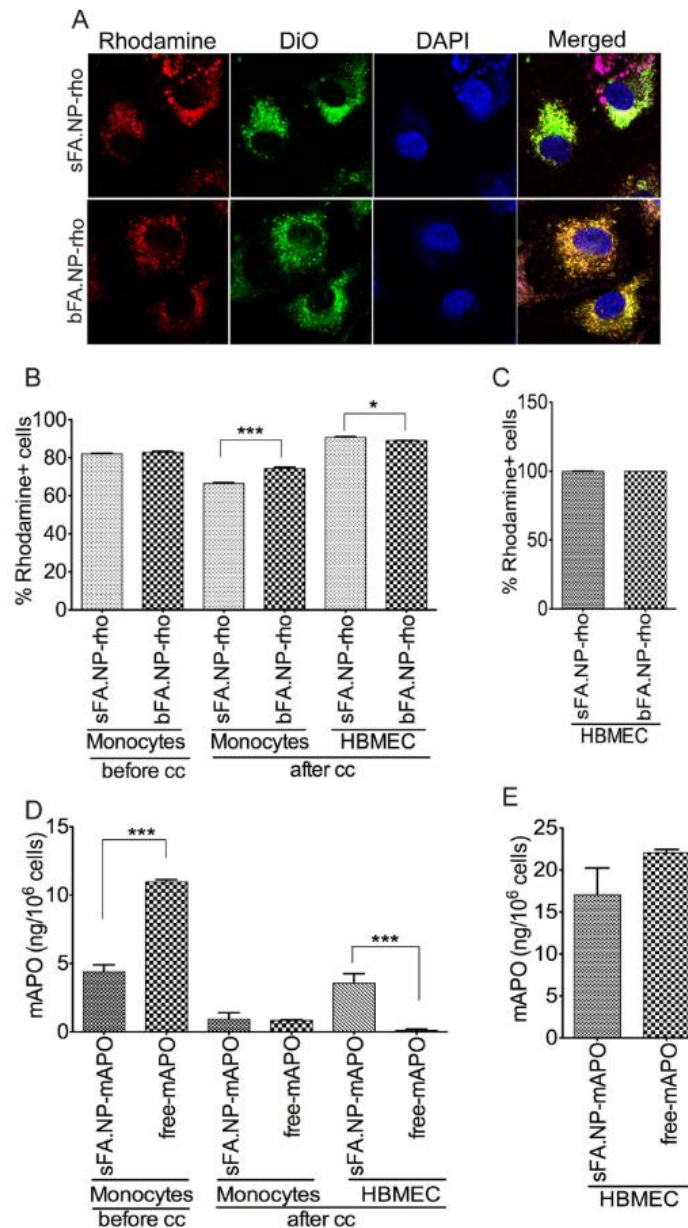 A
Rhodamine DiO DAPI Merged
sFA.NP-rho
bFA.NP-rho
B
% Rhodamine+ cells
100
80
60
40
20
0
***
*
sFA.NP-rho
bFA.NP-rho
sFA.NP-rho
bFA.NP-rho
sFA.NP-rho
bFA.NP-rho
Monocytes Monocytes HBMEC
before cc after cc
C
% Rhodamine+ cells
150
100
50
0
sFA.NP-rho
bFA.NP-rho
HBMEC
D
mAPO (ng/10⁶ cells)
15
10
5
0
***
***
sFA.NP-mAPO
free-mAPO
sFA.NP-mAPO
free-mAPO
sFA.NP-mAPO
free-mAPO
Monocytes Monocytes HBMEC
before cc after cc
E
mAPO (ng/10⁶ cells)
25
20
15
10
5
0
sFA.NP-mAPO
free-mAPO
HBMEC